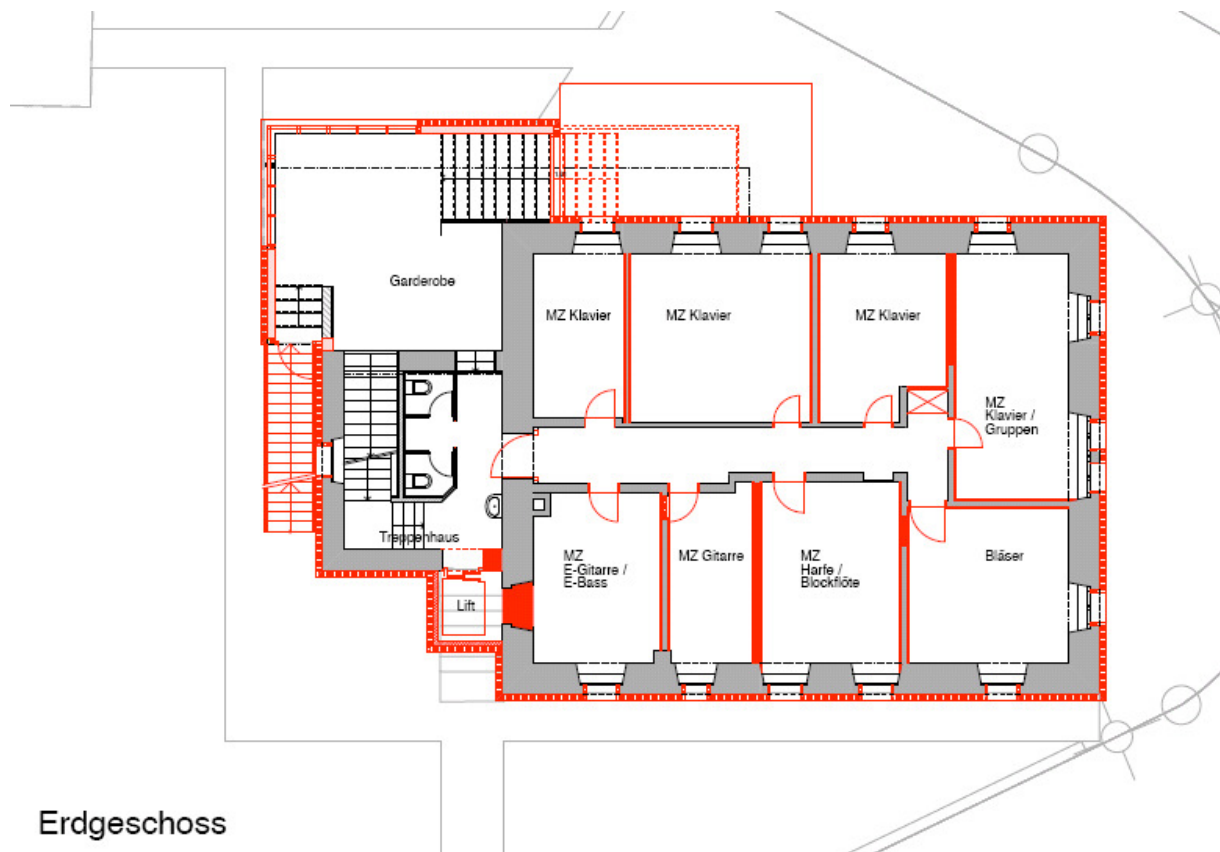 Garderobe
MZ Klavier
MZ Klavier
MZ Klavier
MZ
Klavier /
Gruppen
Treppenhaus
MZ
E-Gitarre /
E-Bass
MZ Gitarre
MZ
Harfe /
Blockflöte
Bläser
Lift
Erdgeschoss